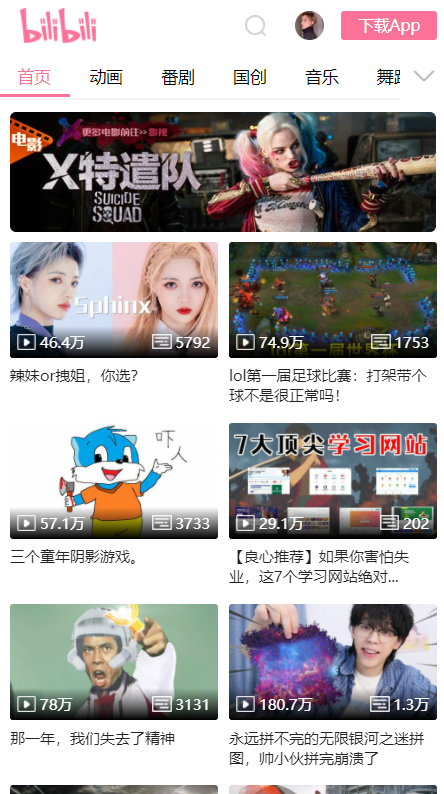 bilibili
下载App
首页 动画 番剧 国创 音乐 舞蹈
电影
X 更多电影前往>> 影视
X特遣队
SUICIDE
SQUAD
Sphinx
46.4万 5792
74.9万 1753
辣妹or拽姐，你选？
lol第一届足球比赛：打架带个
球不是很正常吗！
吓人
7大顶尖学习网站
57.1万 3733
29.1万 202
三个童年阴影游戏。
【良心推荐】如果你害怕失
业，这7个学习网站绝对...
78万 3131
180.7万 1.3万
那一年，我们失去了精神
永远拼不完的无限银河之迷拼
图，帅小伙拼完崩溃了